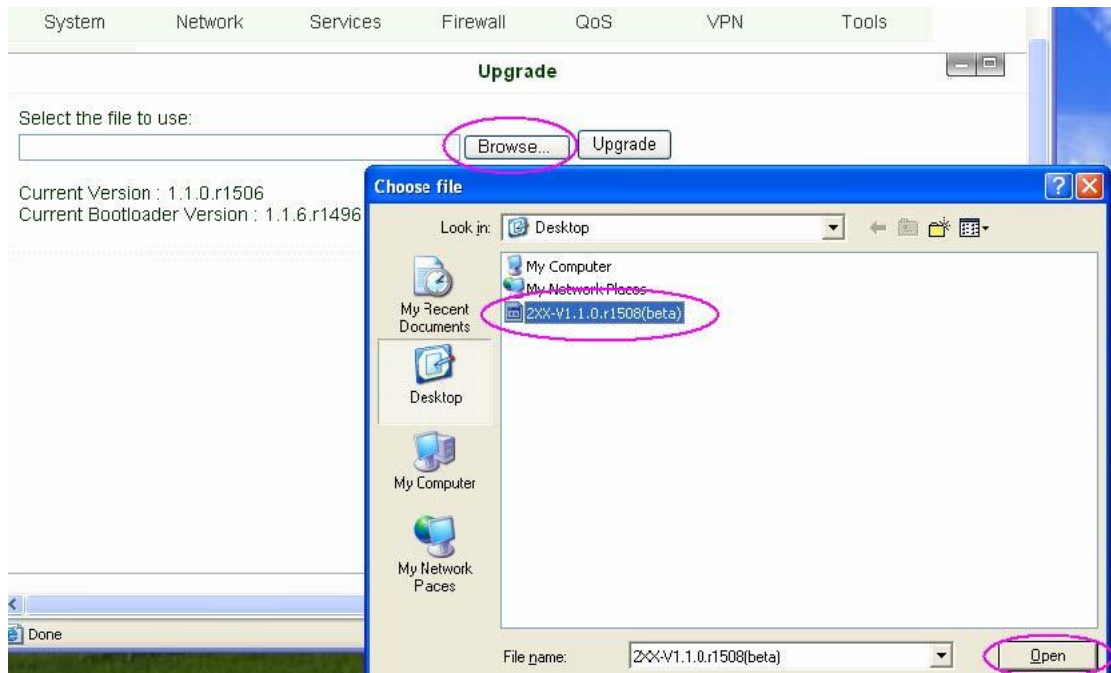 System Network Services Firewall QoS VPN Tools
Upgrade
Select the file to use:
Browse... Upgrade
Current Version : 1.1.0.r1506
Current Bootloader Version : 1.1.6.r1496
Choose file
Look in: Desktop
My Computer
My Network Places
2XX-V1.1.0.r1508(beta)
My Recent
Documents
Desktop
My Computer
My Network
Paces
Done
File name: 2XX-V1.1.0.r1508(beta) Open